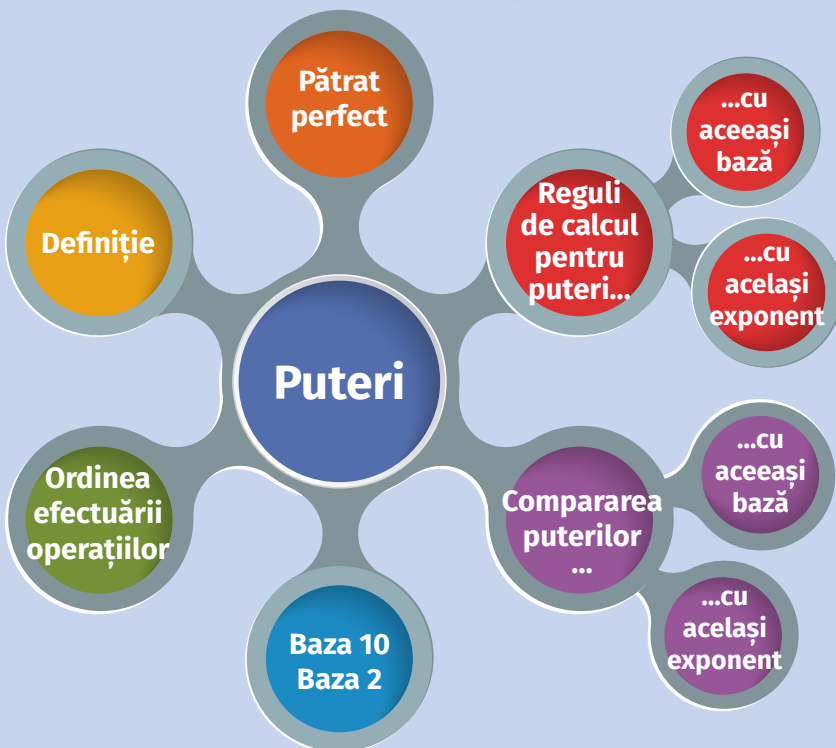 Pătrat
perfect
Definiție
Puteri
Reguli
de calcul
pentru
puteri...
...cu
aceeași
bază
...cu
același
exponent
Ordinea
efectuării
operațiilor
Compararea
puterilor
...
...cu
aceeași
bază
...cu
același
exponent
Baza 10
Baza 2